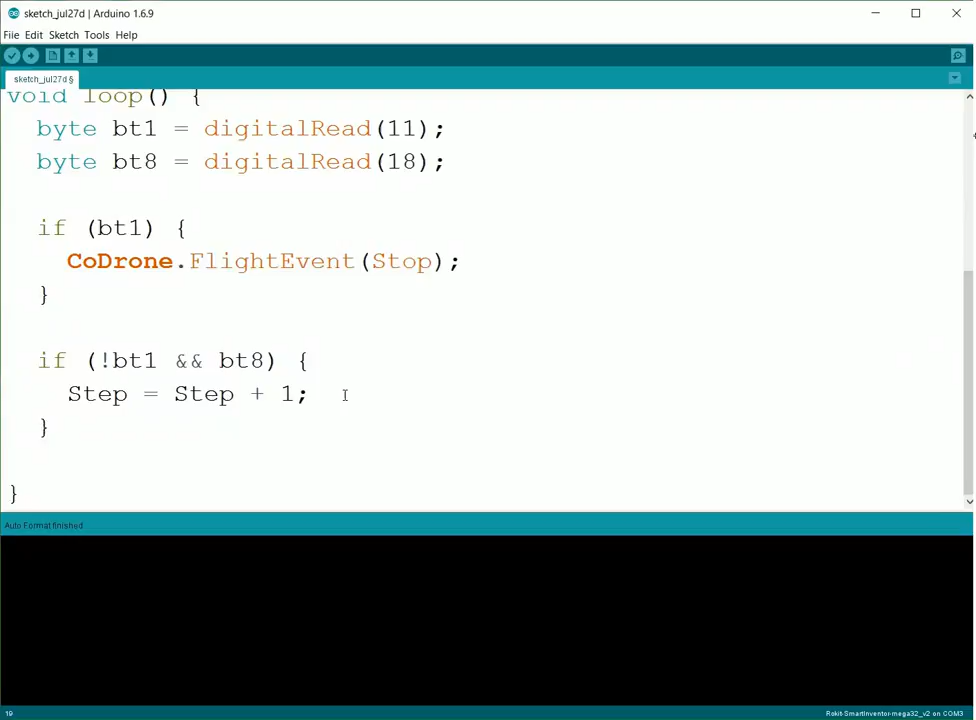 sketch_jul27d | Arduino 1.6.9
File Edit Sketch Tools Help
sketch_jul27d §
void loop() {
byte bt1 = digitalRead(11);
byte bt8 = digitalRead(18);
if (bt1) {
CoDrone.FlightEvent(Stop);
}
if (!bt1 && bt8) {
Step = Step + 1;
}
}
Auto Format finished
19
Rokit-SmartInventor-mega32_v2 on COM3